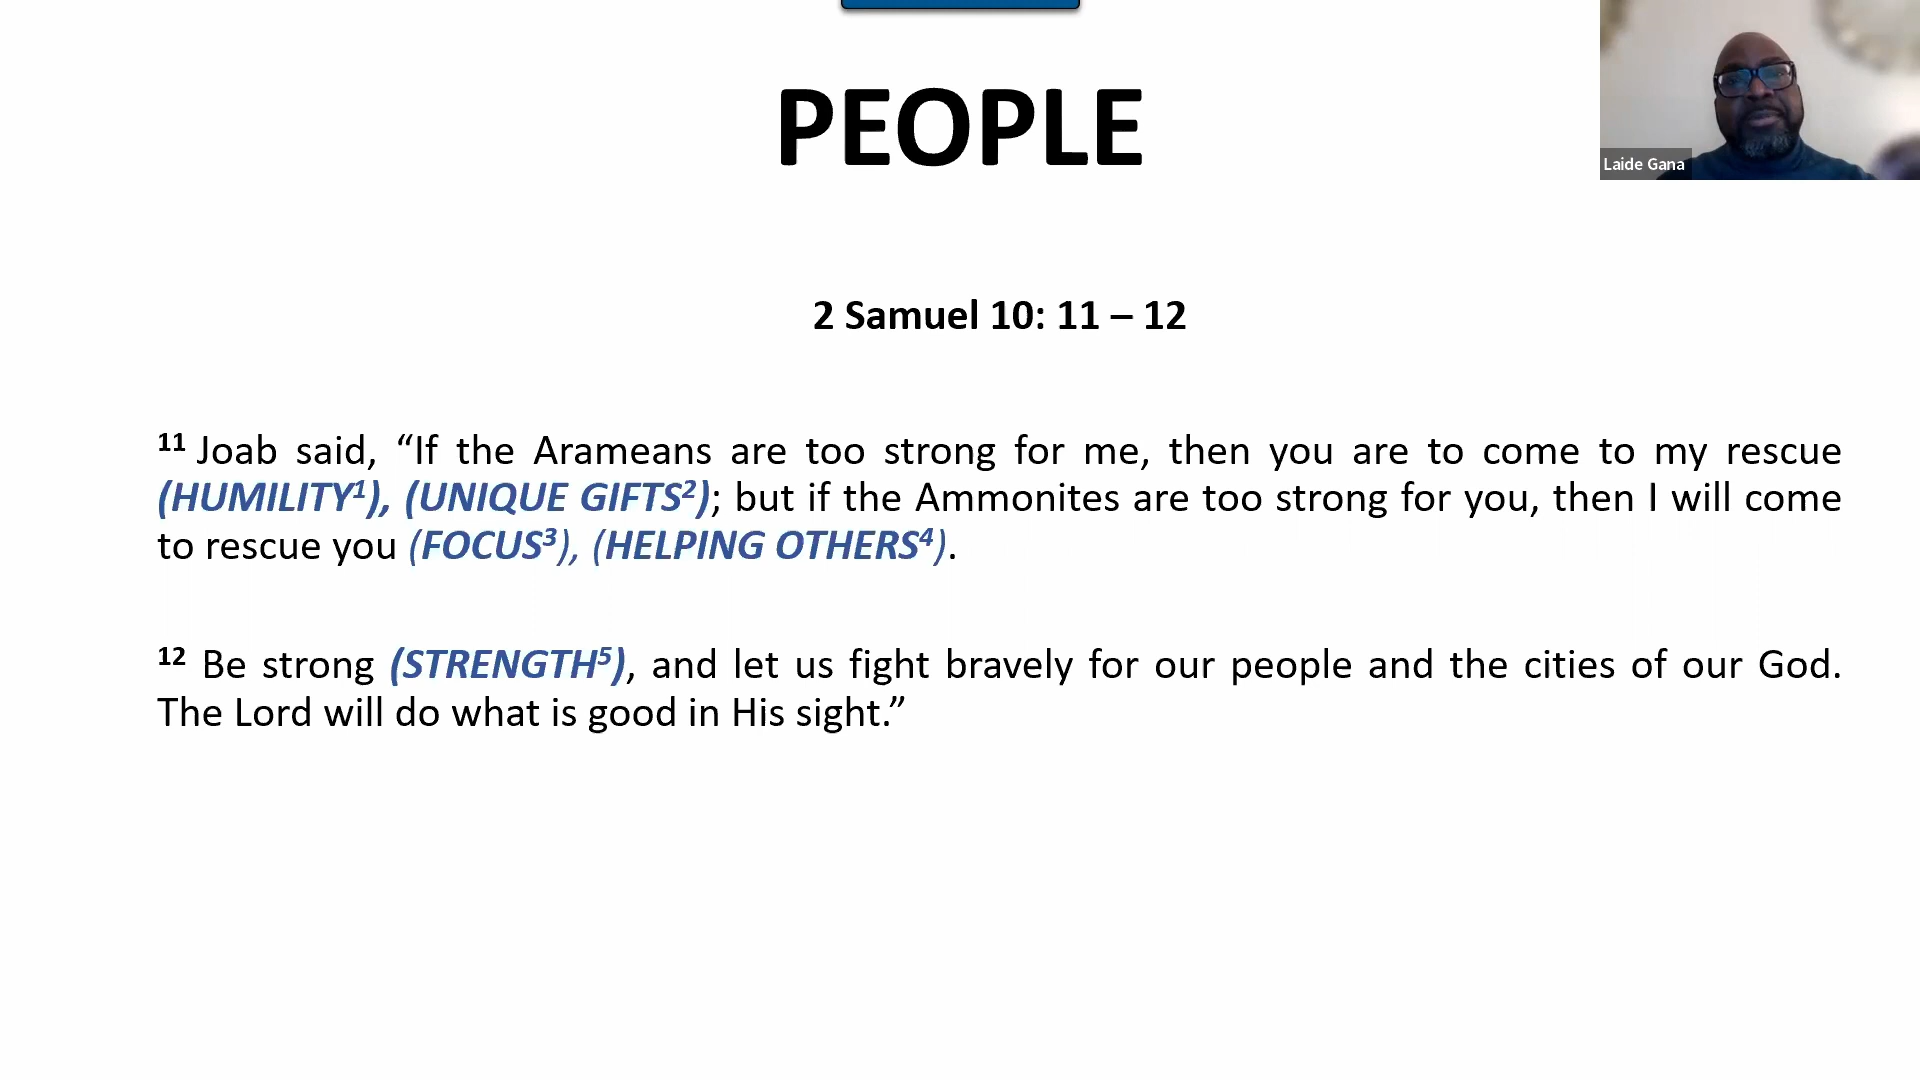 PEOPLE
Laide Gana
2 Samuel 10: 11 – 12
¹¹ Joab said, “If the Arameans are too strong for me, then you are to come to my rescue
(HUMILITY¹), (UNIQUE GIFTS²); but if the Ammonites are too strong for you, then I will come
to rescue you (FOCUS³), (HELPING OTHERS⁴).
¹² Be strong (STRENGTH⁵), and let us fight bravely for our people and the cities of our God.
The Lord will do what is good in His sight.”